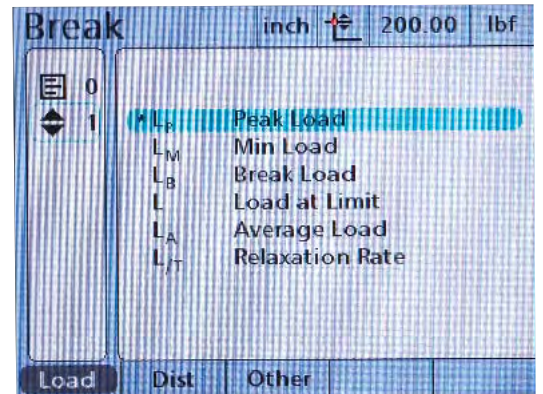 Break inch 200.00 lbf
0
1
* LP Peak Load
LM Min Load
LB Break Load
L Load at Limit
LA Average Load
L/T Relaxation Rate
Load Dist Other